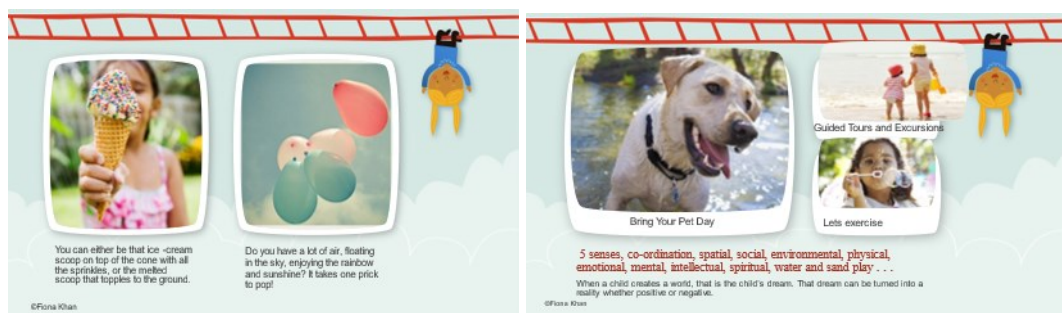 You can either be that ice -cream
scoop on top of the cone with all
the sprinkles, or the melted
scoop that topples to the ground.
Do you have a lot of air, floating
in the sky, enjoying the rainbow
and sunshine? It takes one prick
to pop!
©Fiona Khan
Guided Tours and Excursions
Bring Your Pet Day
Lets exercise
5 senses, co-ordination, spatial, social, environmental, physical,
emotional, mental, intellectual, spiritual, water and sand play . . .
When a child creates a world, that is the child's dream. That dream can be turned into a
reality whether positive or negative.
©Fiona Khan